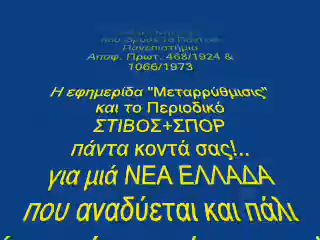 Πανεπιστήμιο
Αποφ. Πρωτ. 468/1924 &
1066/1973
Η εφημερίδα "Μεταρρύθμισις"
και το Περιοδικό
ΣΤΙΒΟΣ+ΣΠΟΡ
πάντα κοντά σας!..
για μιά ΝΕΑ ΕΛΛΑΔΑ
που αναδύεται και πάλι